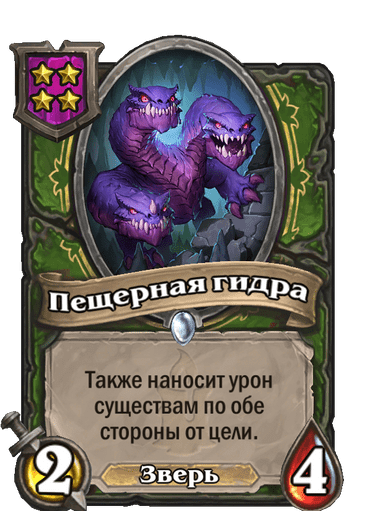 Пещерная гидра
Также наносит урон
существам по обе
стороны от цели.
2
Зверь
4